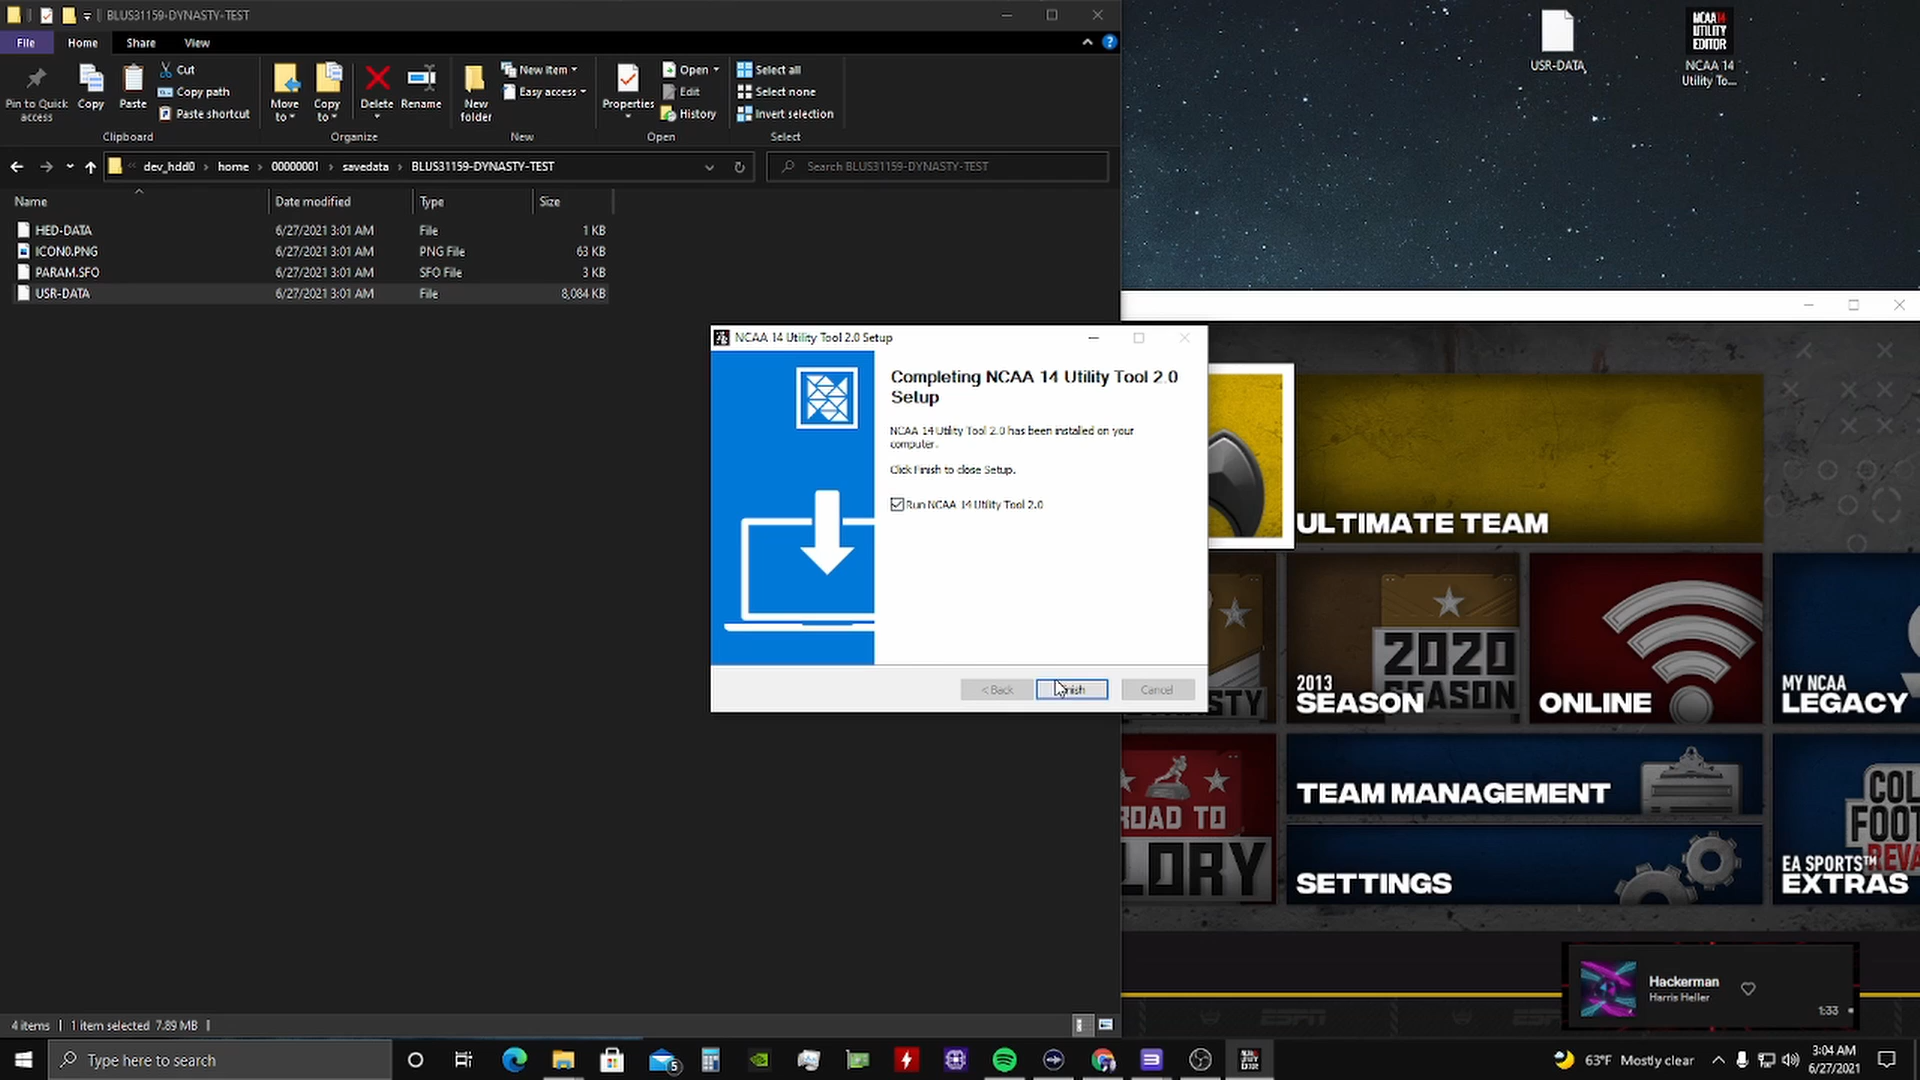 BLUS31159-DYNASTY-TEST
File
Home
Share
View
Pin to Quick access
Copy
Paste
Cut
Copy path
Paste shortcut
Clipboard
Move to
Copy to
Delete
Rename
Organize
New folder
New item
Easy access
New
Properties
Open
Edit
History
Open
Select all
Select none
Invert selection
Select
dev_hdd0 > home > 00000001 > savedata > BLUS31159-DYNASTY-TEST
Search BLUS31159-DYNASTY-TEST
Name Date modified Type Size
HED-DATA 6/27/2021 3:01 AM File 1 KB
ICON0.PNG 6/27/2021 3:01 AM PNG File 63 KB
PARAM.SFO 6/27/2021 3:01 AM SFO File 3 KB
USR-DATA 6/27/2021 3:01 AM File 8,084 KB
USR-DATA
NCAA14 UTILITY EDITOR
NCAA 14
Utility To...
NCAA 14 Utility Tool 2.0 Setup
Completing NCAA 14 Utility Tool 2.0
Setup
NCAA 14 Utility Tool 2.0 has been installed on your
computer.
Click Finish to close Setup.
Run NCAA 14 Utility Tool 2.0
< Back
Finish
Cancel
ULTIMATE TEAM
2020
SEASON
2013
SEASON
ONLINE
MY NCAA
LEGACY
ROAD TO
TEAM MANAGEMENT
SETTINGS
EA SPORTS™
EXTRAS
ESPN
Hackerman
Harris Heller
1:33
4 items
1 item selected 7.89 MB
Type here to search
5
63°F Mostly clear
3:04 AM
6/27/2021